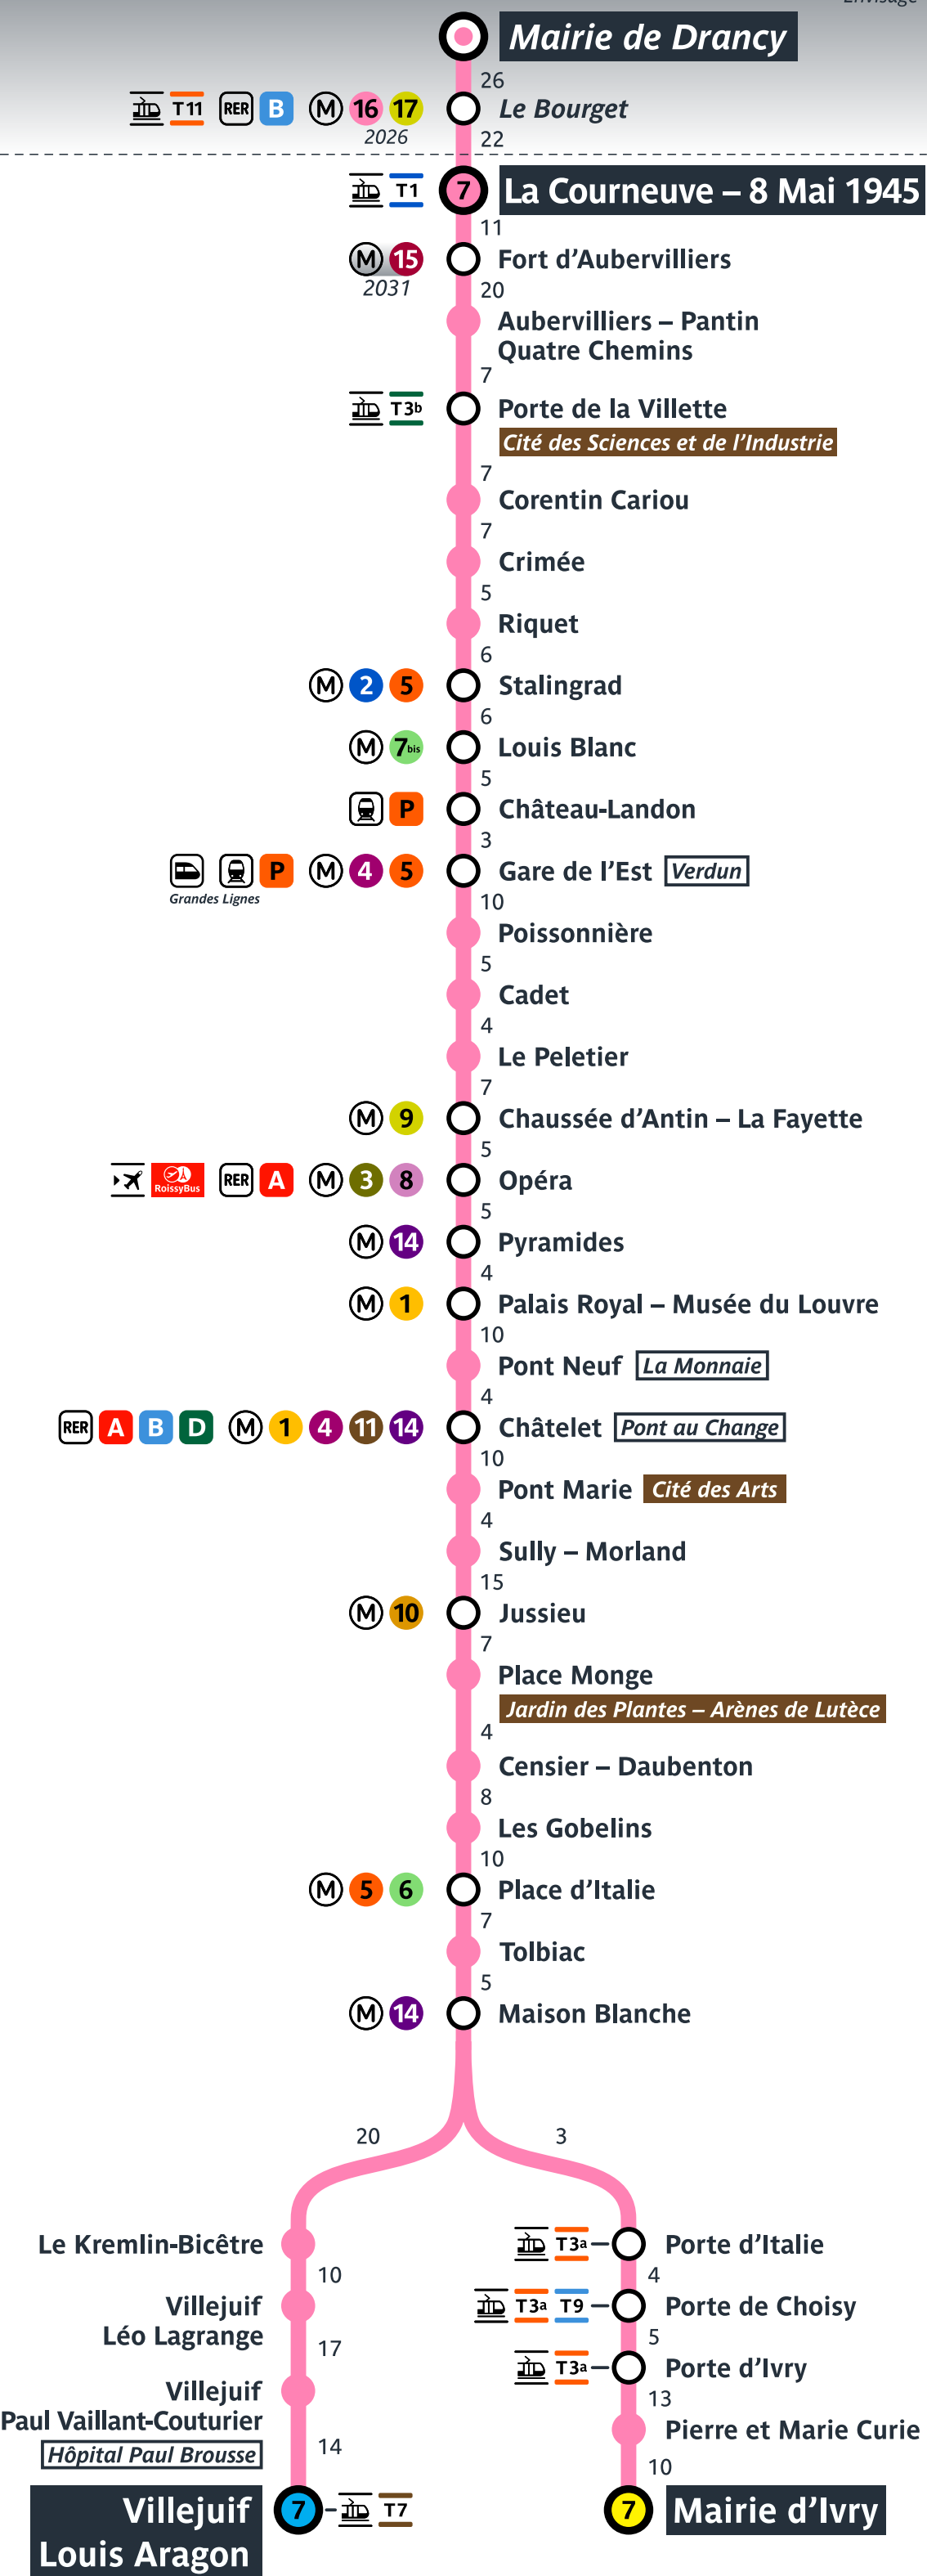 Envisagé
Mairie de Drancy
26
T11 RER B M 16 17 Le Bourget
2026
22
T1 7 La Courneuve – 8 Mai 1945
11
M 15 Fort d’Aubervilliers
2031
20
Aubervilliers – Pantin
Quatre Chemins
7
T3b Porte de la Villette
Cité des Sciences et de l’Industrie
7
Corentin Cariou
7
Crimée
5
Riquet
6
M 2 5 Stalingrad
6
M 7bis Louis Blanc
5
P Château-Landon
3
P M 4 5 Gare de l’Est Verdun
Grandes Lignes
10
Poissonnière
5
Cadet
4
Le Peletier
7
M 9 Chaussée d’Antin – La Fayette
5
RoissyBus RER A M 3 8 Opéra
5
M 14 Pyramides
4
M 1 Palais Royal – Musée du Louvre
10
Pont Neuf La Monnaie
4
RER A B D M 1 4 11 14 Châtelet Pont au Change
10
Pont Marie Cité des Arts
4
Sully – Morland
15
M 10 Jussieu
7
Place Monge
Jardin des Plantes – Arènes de Lutèce
4
Censier – Daubenton
8
Les Gobelins
10
M 5 6 Place d’Italie
7
Tolbiac
5
M 14 Maison Blanche
20
3
Le Kremlin-Bicêtre
10
Villejuif
Léo Lagrange
17
Villejuif
Paul Vaillant-Couturier
Hôpital Paul Brousse
14
Villejuif
Louis Aragon
7 T7
T3a Porte d’Italie
4
T3a T9 Porte de Choisy
5
T3a Porte d’Ivry
13
Pierre et Marie Curie
10
7 Mairie d’Ivry